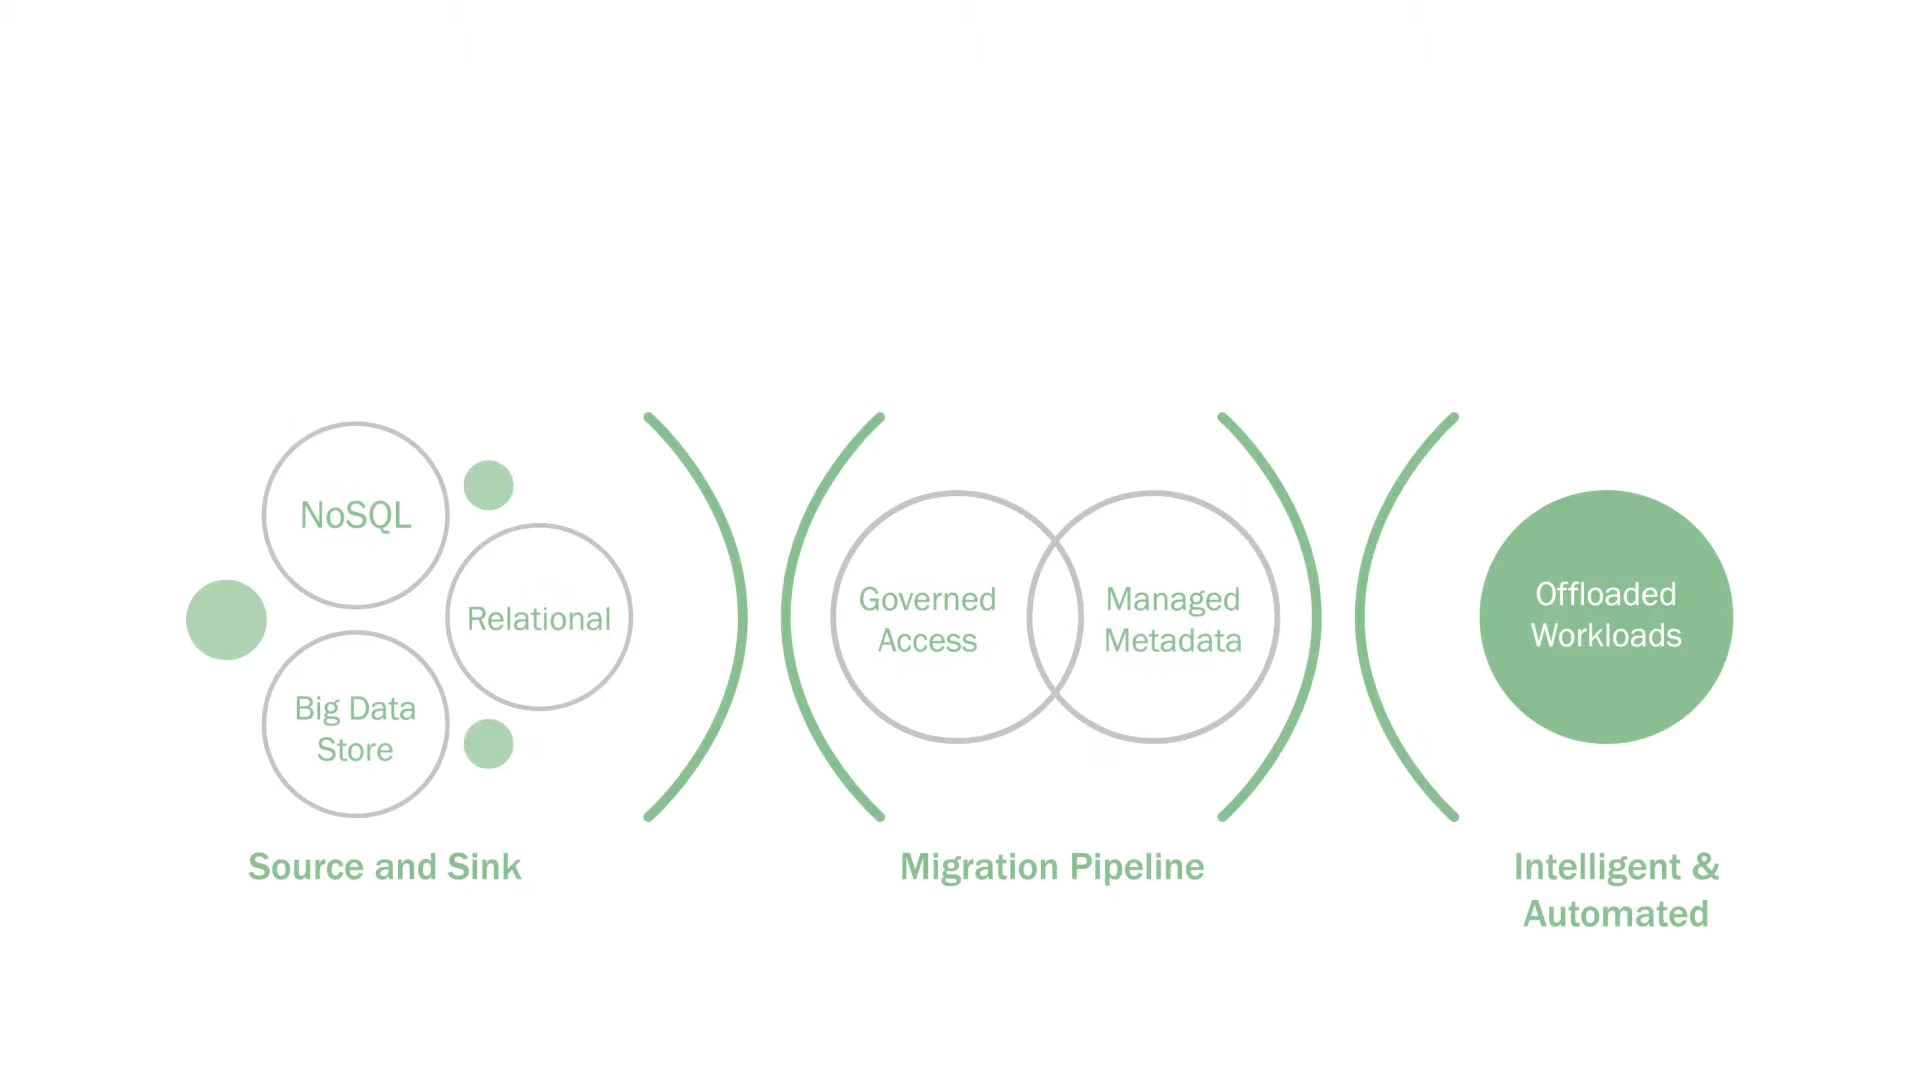 NoSQL
Relational
Big Data
Store
Source and Sink
Governed
Access
Managed
Metadata
Migration Pipeline
Offloaded
Workloads
Intelligent &
Automated